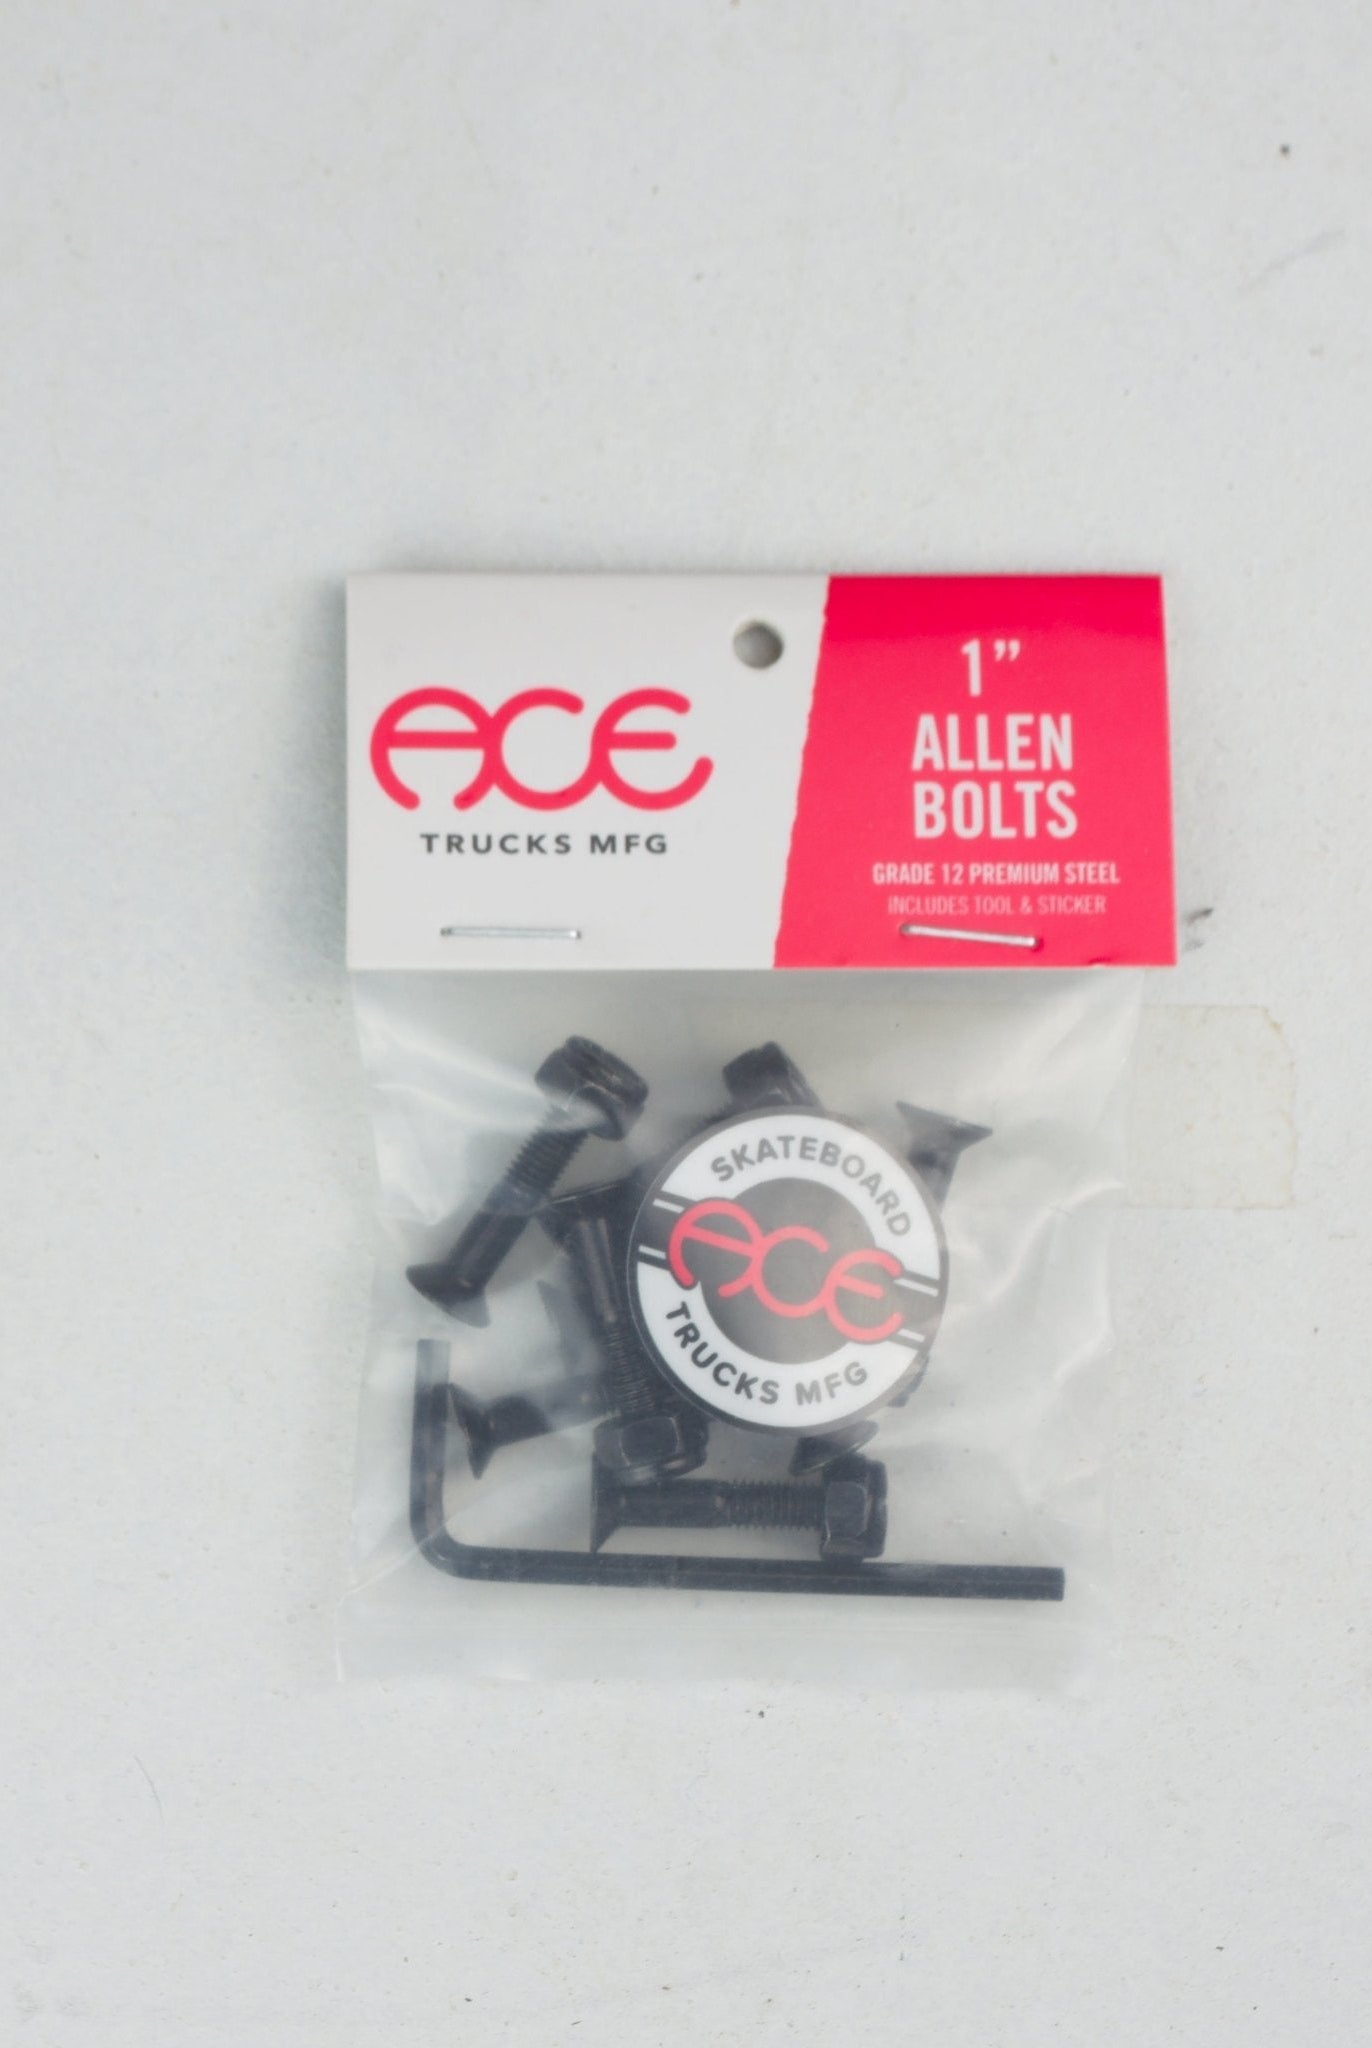 ACE
TRUCKS MFG
1”
ALLEN
BOLTS
GRADE 12 PREMIUM STEEL
INCLUDES TOOL & STICKER
SKATEBOARD
ACE
TRUCKS MFG